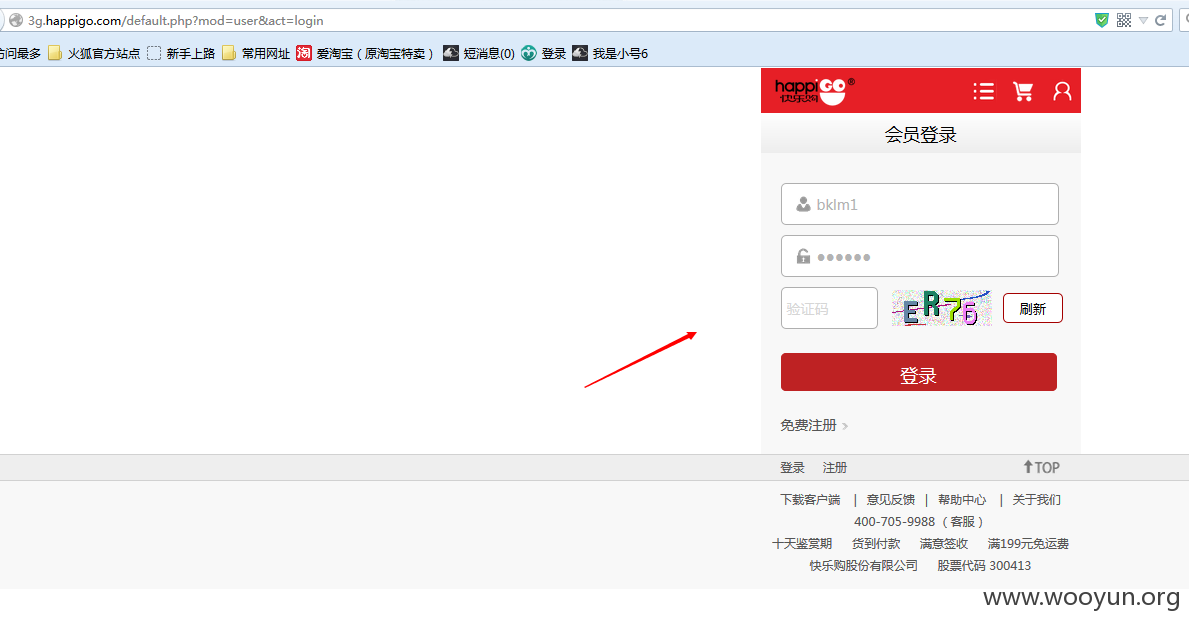 3g.happigo.com/default.php?mod=user&act=login
访问最多 火狐官方站点 新手上路 常用网址 爱淘宝（原淘宝特卖） 短消息(0) 登录 我是小号6
happiGO®
快乐购
会员登录
bklm1
验证码 ER76 刷新
登录
免费注册
登录 注册 TOP
下载客户端 | 意见反馈 | 帮助中心 | 关于我们
400-705-9988（客服）
十天鉴赏期 货到付款 满意签收 满199元免运费
快乐购股份有限公司 股票代码 300413
www.wooyun.org